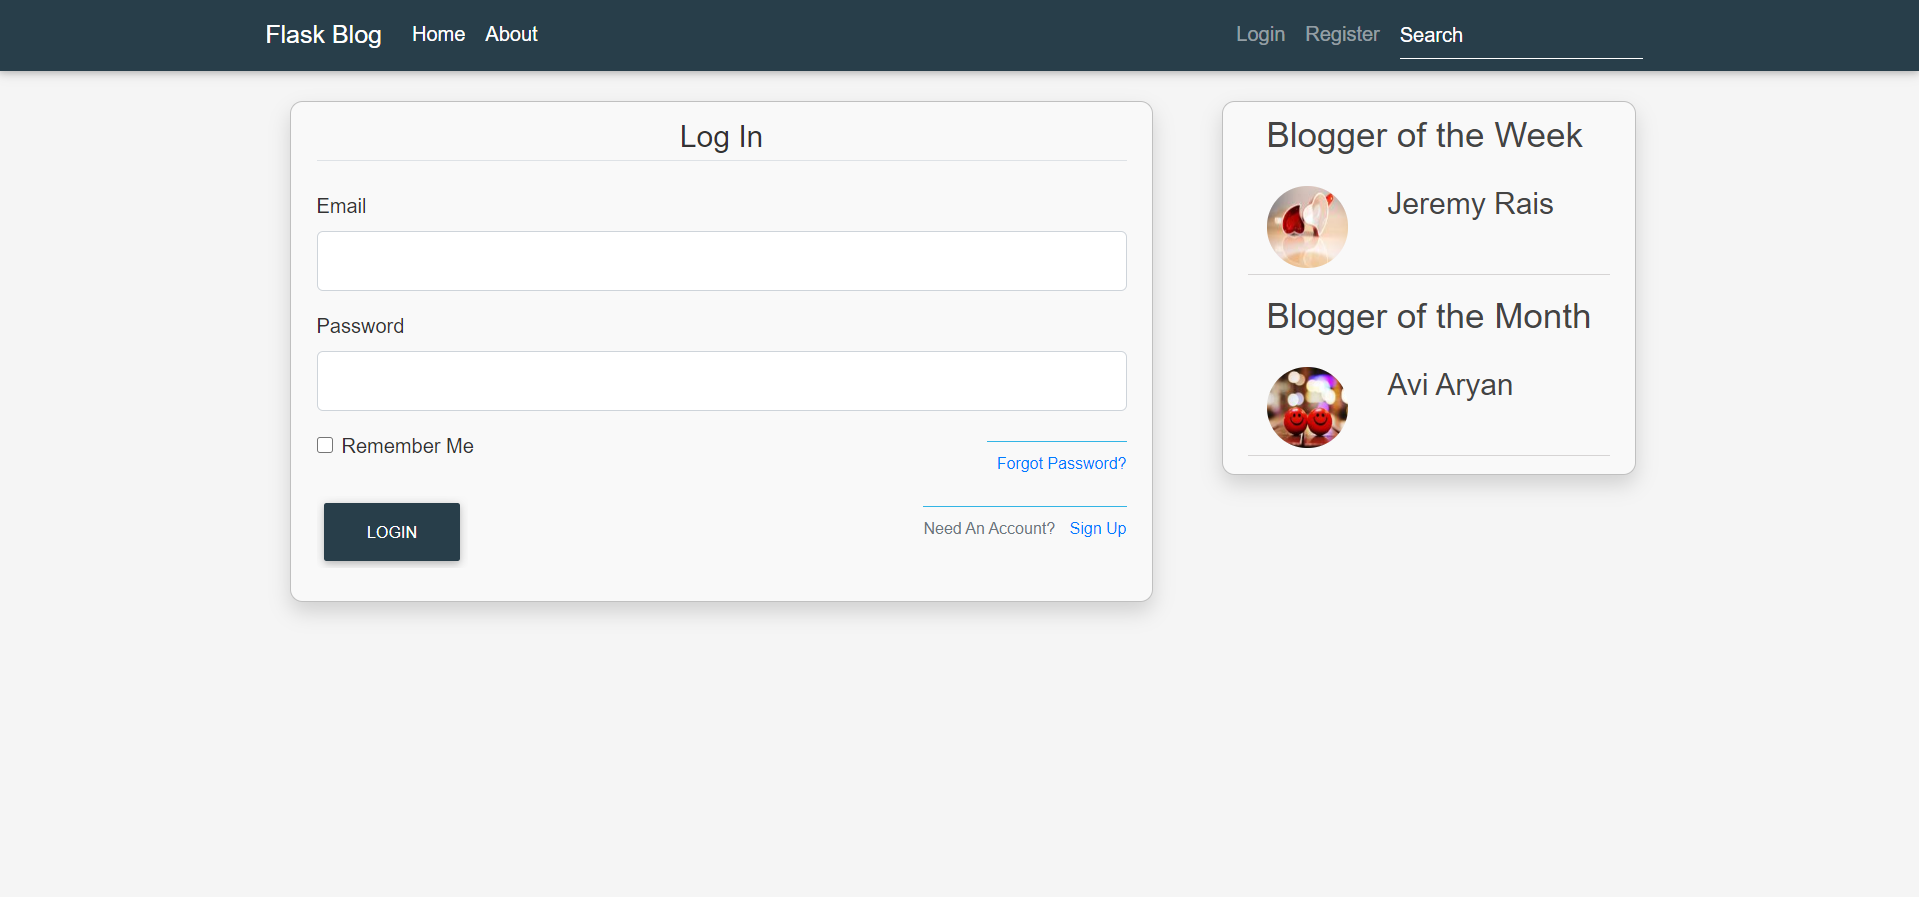 Flask Blog Home About Login Register Search
Log In
Email
Password
Remember Me
Forgot Password?
LOGIN
Need An Account? Sign Up
Blogger of the Week
Jeremy Rais
Blogger of the Month
Avi Aryan